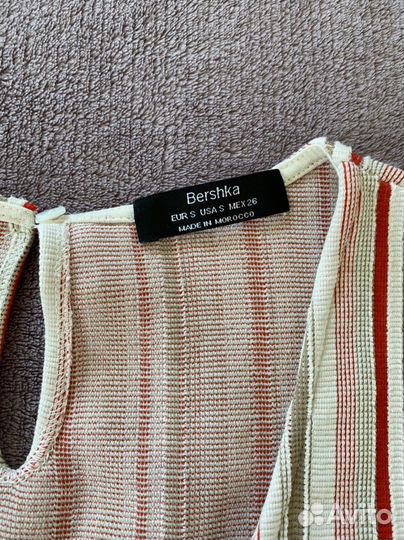 Bershka
EUR S USA S MEX 26
MADE IN MOROCCO
Avito